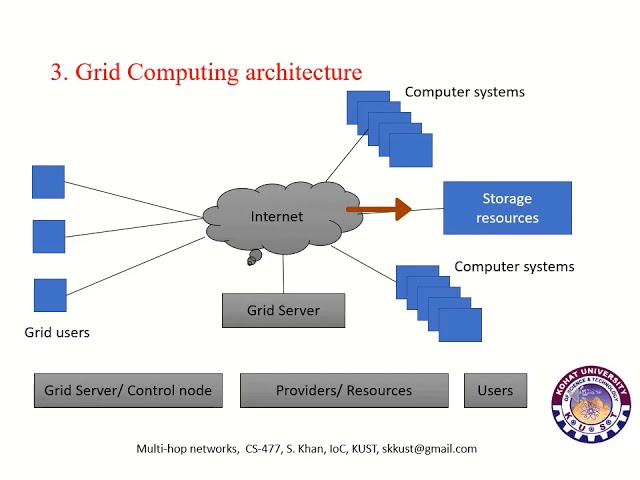 3. Grid Computing architecture
Computer systems
Internet
Storage
resources
Computer systems
Grid Server
Grid users
Grid Server/ Control node
Providers/ Resources
Users
KOHAT UNIVERSITY
OF SCIENCE & TECHNOLOGY
K U S T
Multi-hop networks,  CS-477, S. Khan, IoC, KUST, skkust@gmail.com